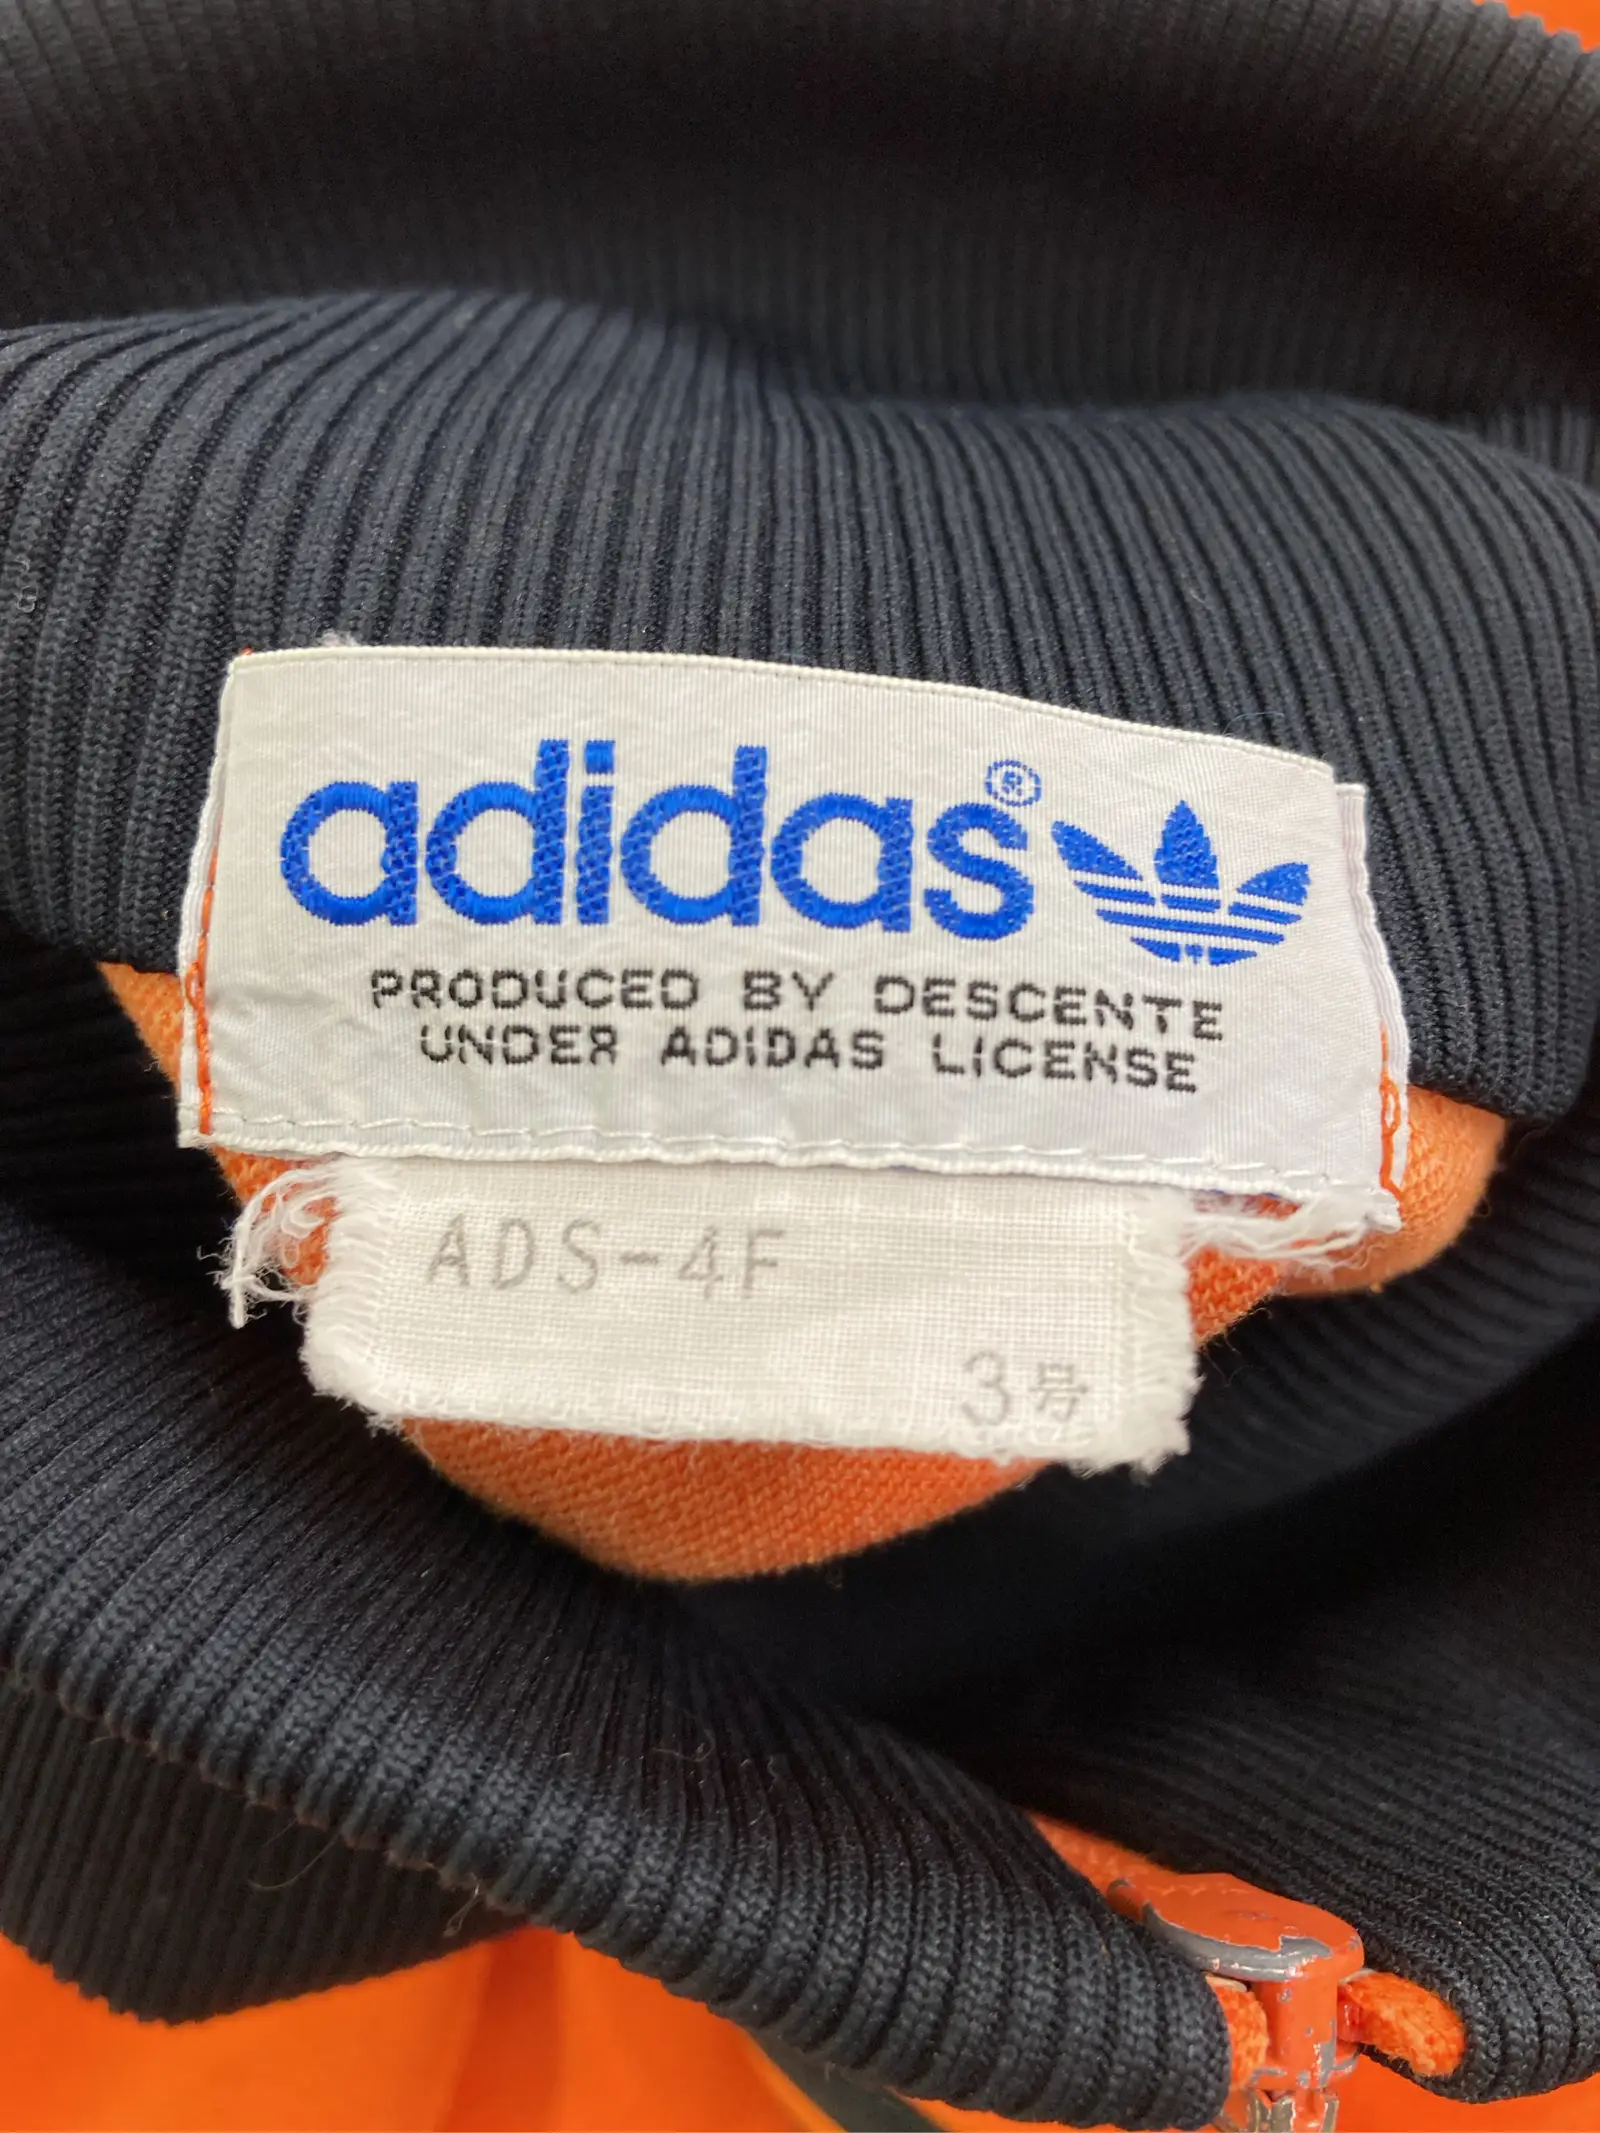 adidas®
PRODUCED BY DESCENTE
UNDER ADIDAS LICENSE
ADS-4F
3号